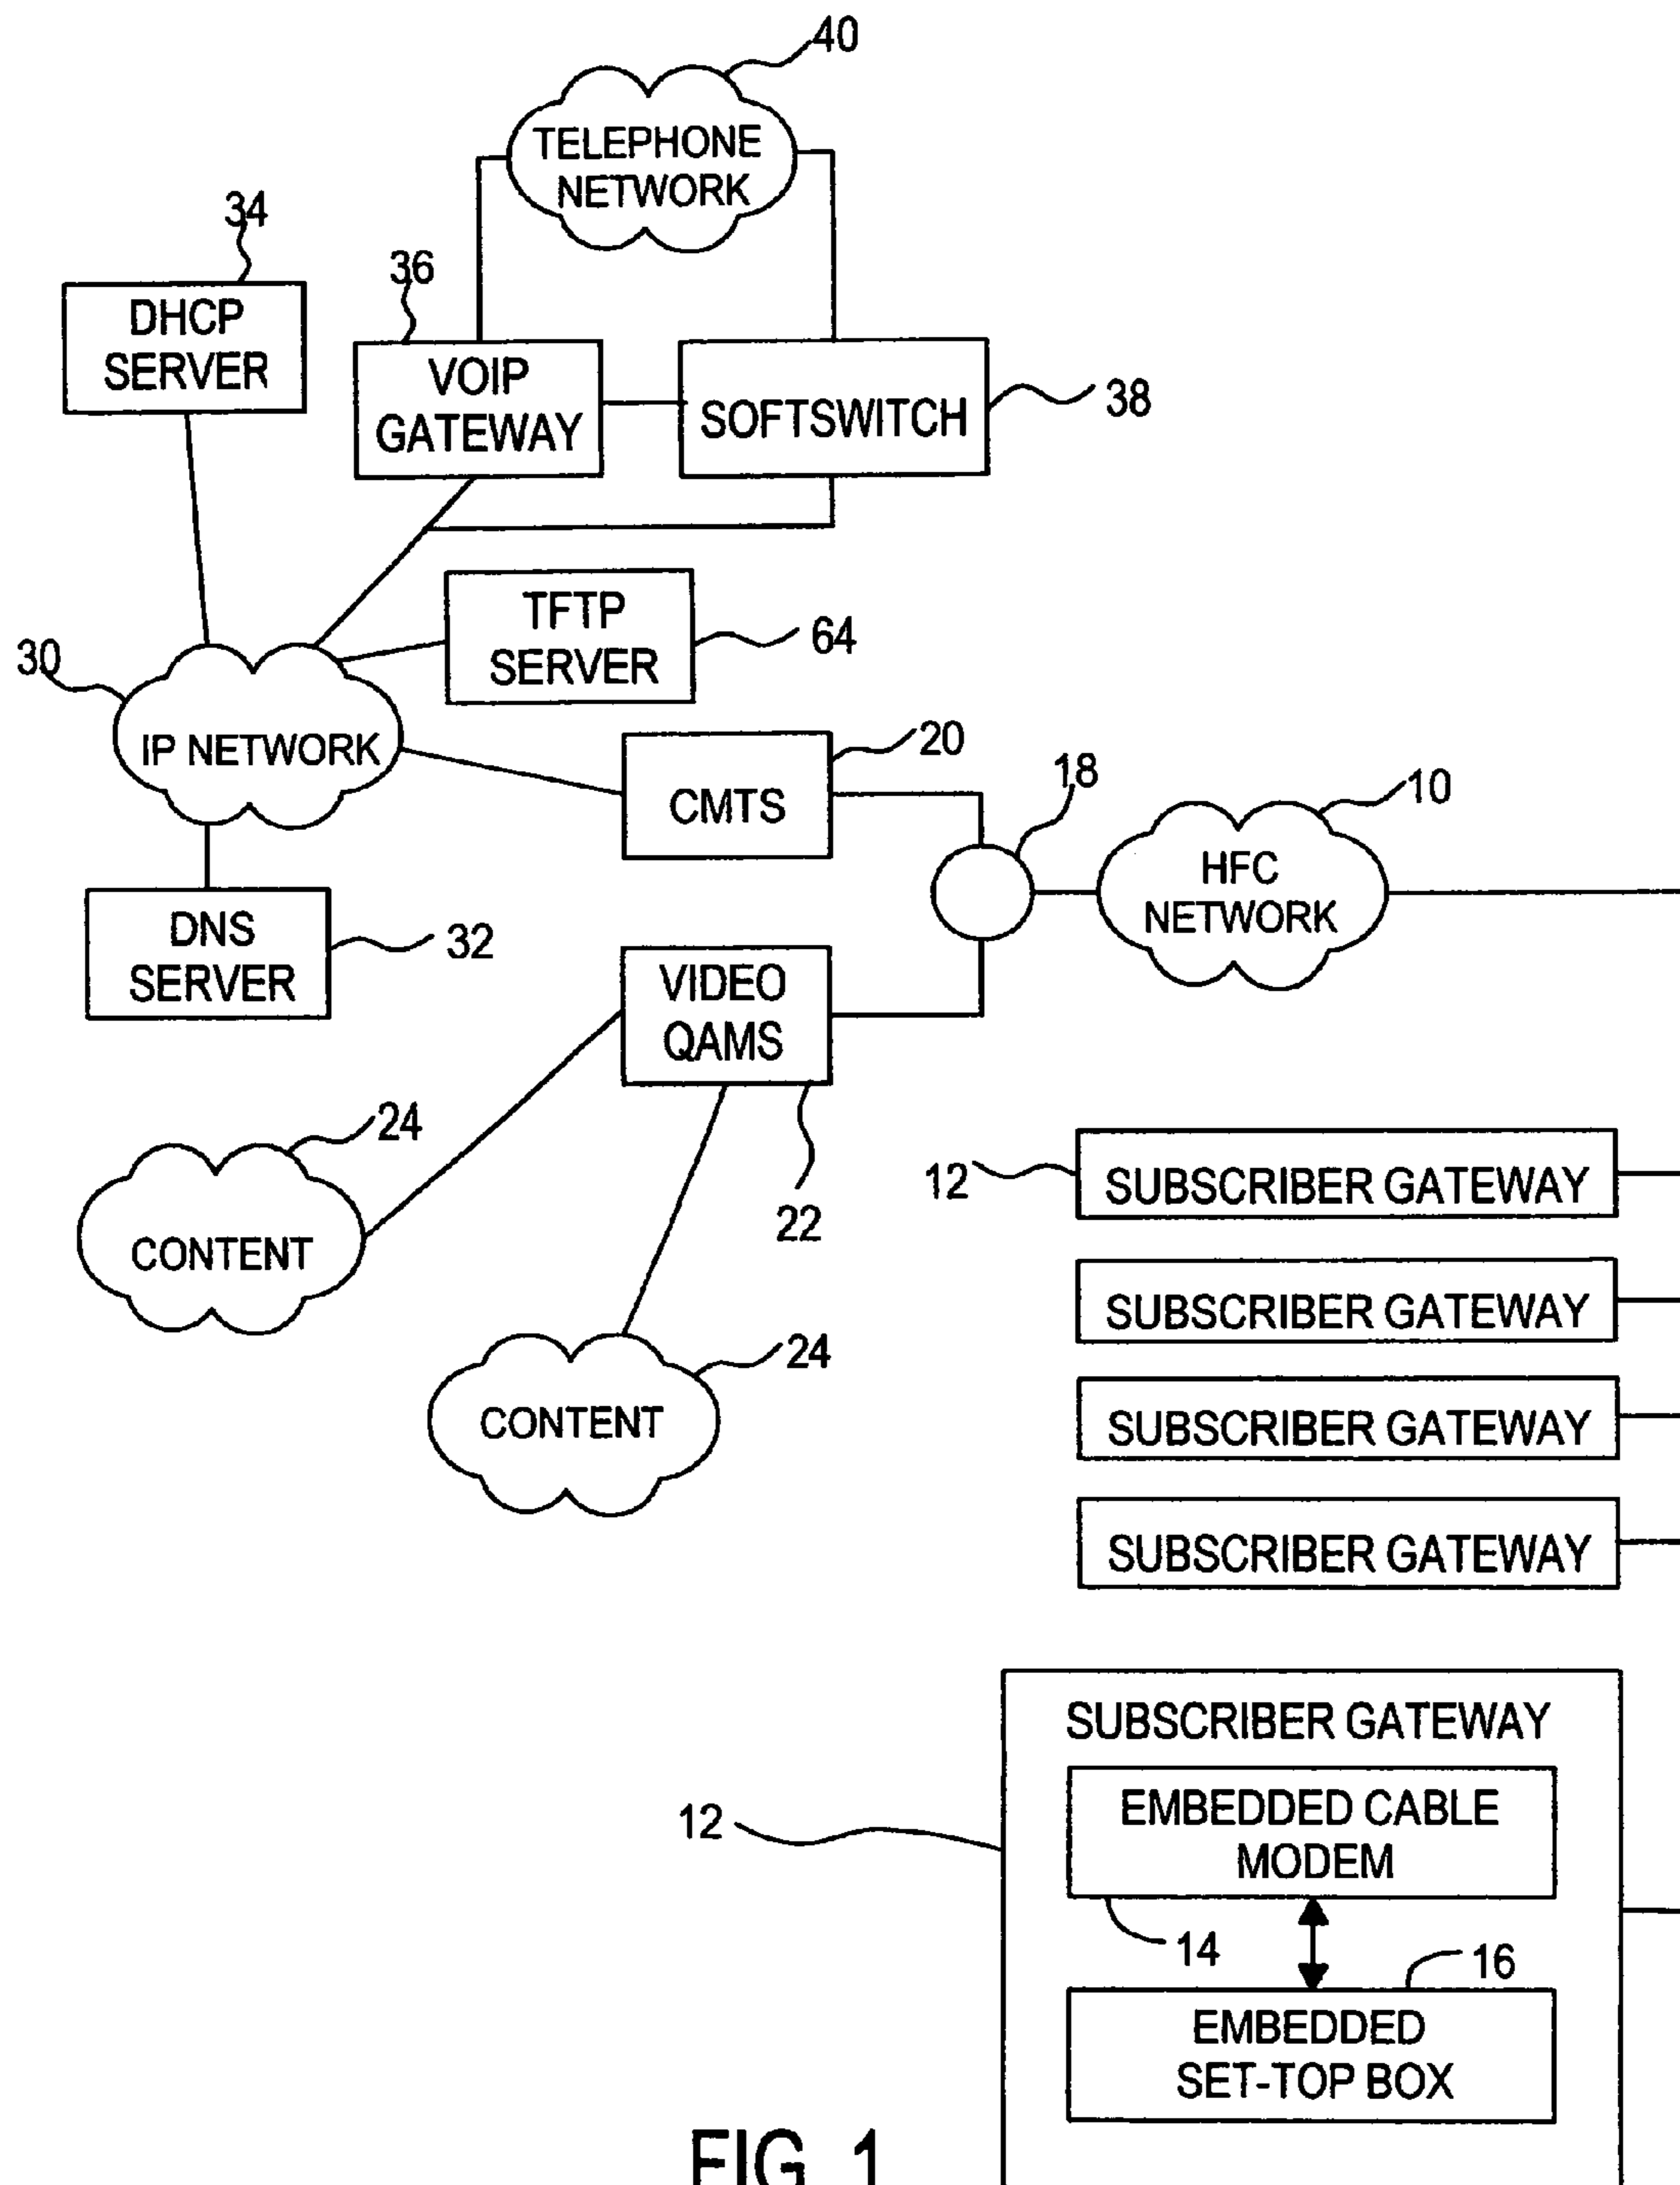 40
TELEPHONE
NETWORK
34
36
DHCP
SERVER
VOIP
GATEWAY
SOFTSWITCH
38
TFTP
SERVER
64
30
IP NETWORK
20
CMTS
18
10
HFC
NETWORK
DNS
SERVER
32
VIDEO
QAMS
22
24
CONTENT
12
SUBSCRIBER GATEWAY
SUBSCRIBER GATEWAY
24
CONTENT
SUBSCRIBER GATEWAY
SUBSCRIBER GATEWAY
SUBSCRIBER GATEWAY
12
EMBEDDED CABLE
MODEM
14
16
EMBEDDED
SET-TOP BOX
FIG. 1